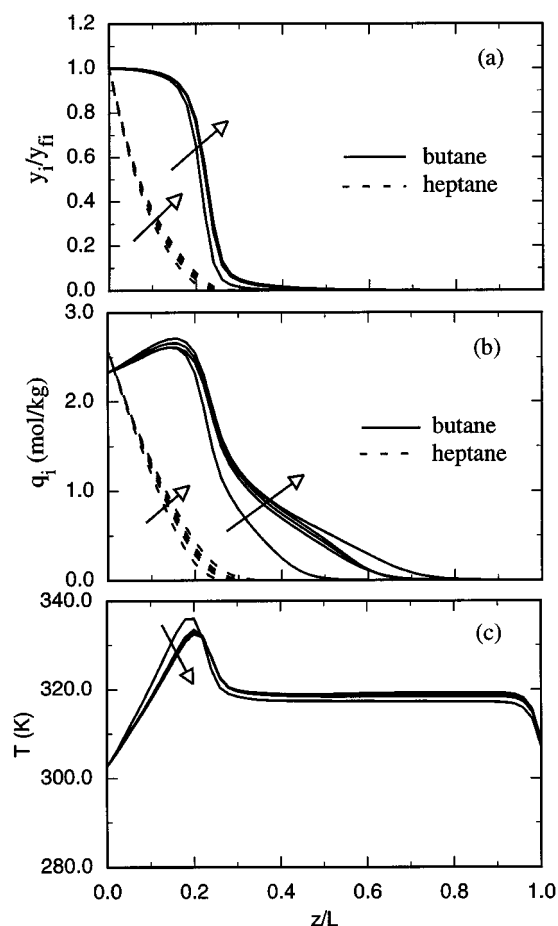 1.2
1.0
0.8
0.6
0.4
0.2
0.0
y_i/y_fi
(a)
butane
heptane
3.0
2.0
1.0
0.0
q_i (mol/kg)
(b)
butane
heptane
340.0
320.0
300.0
280.0
T (K)
(c)
0.0 0.2 0.4 0.6 0.8 1.0
z/L